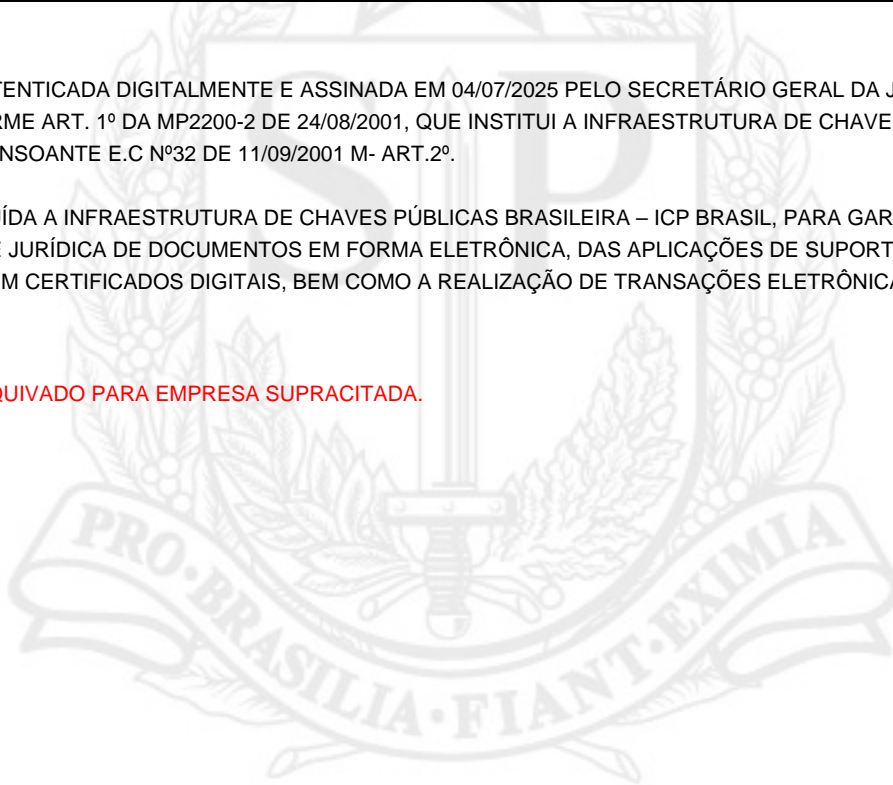 TENTICADA DIGITALMENTE E ASSINADA EM 04/07/2025 PELO SECRETÁRIO GERAL DA
RME ART. 1º DA MP2200-2 DE 24/08/2001, QUE INSTITUI A INFRAESTRUTURA DE CHAVE
NSOANTE E.C Nº32 DE 11/09/2001 M- ART.2º.
ÍDA A INFRAESTRUTURA DE CHAVES PÚBLICAS BRASILEIRA – ICP BRASIL, PARA GAR
E JURÍDICA DE DOCUMENTOS EM FORMA ELETRÔNICA, DAS APLICAÇÕES DE SUPORT
M CERTIFICADOS DIGITAIS, BEM COMO A REALIZAÇÃO DE TRANSAÇÕES ELETRÔNICA
QUIVADO PARA EMPRESA SUPRACITADA.
SP
PRO·BRASILIA·FIANT·EXIMIA